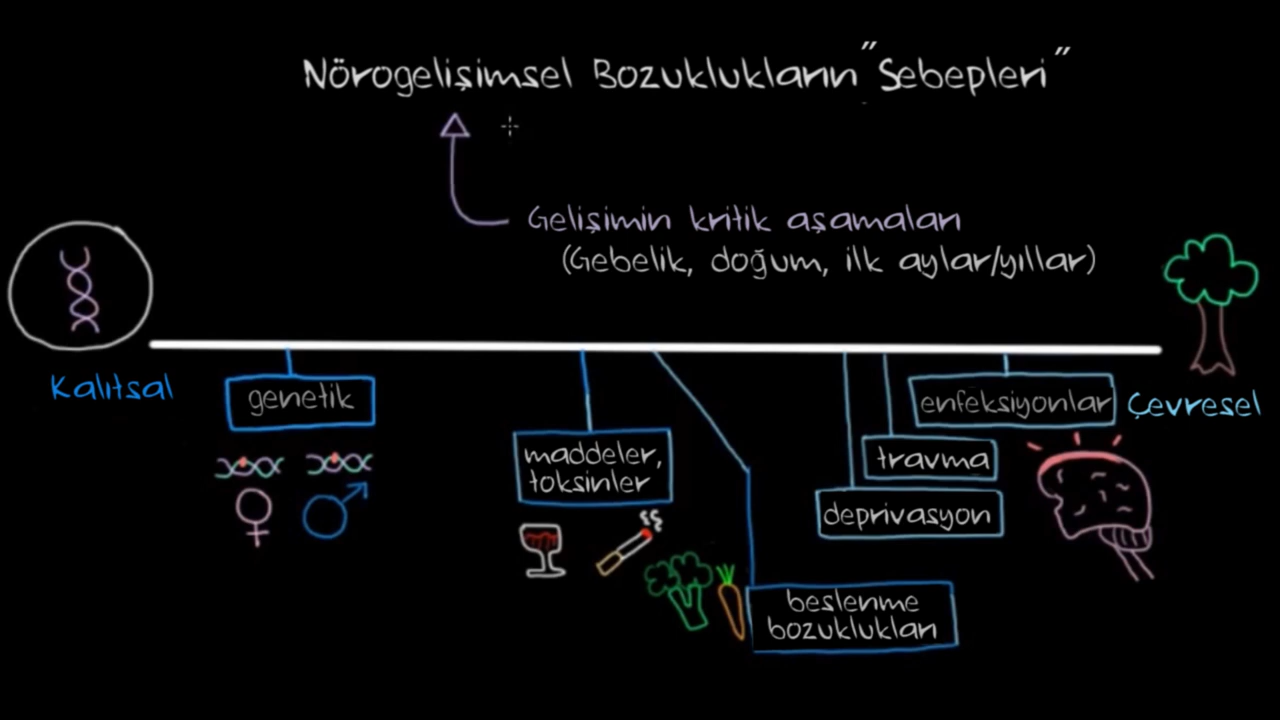 Nörogelişimsel Bozuklukların "Sebepleri"
Gelişimin kritik aşamaları
(Gebelik, doğum, ilk aylar/yıllar)
Kalıtsal
genetik
enfeksiyonlar
Çevresel
maddeler,
toksinler
travma
deprivasyon
beslenme
bozuklukları